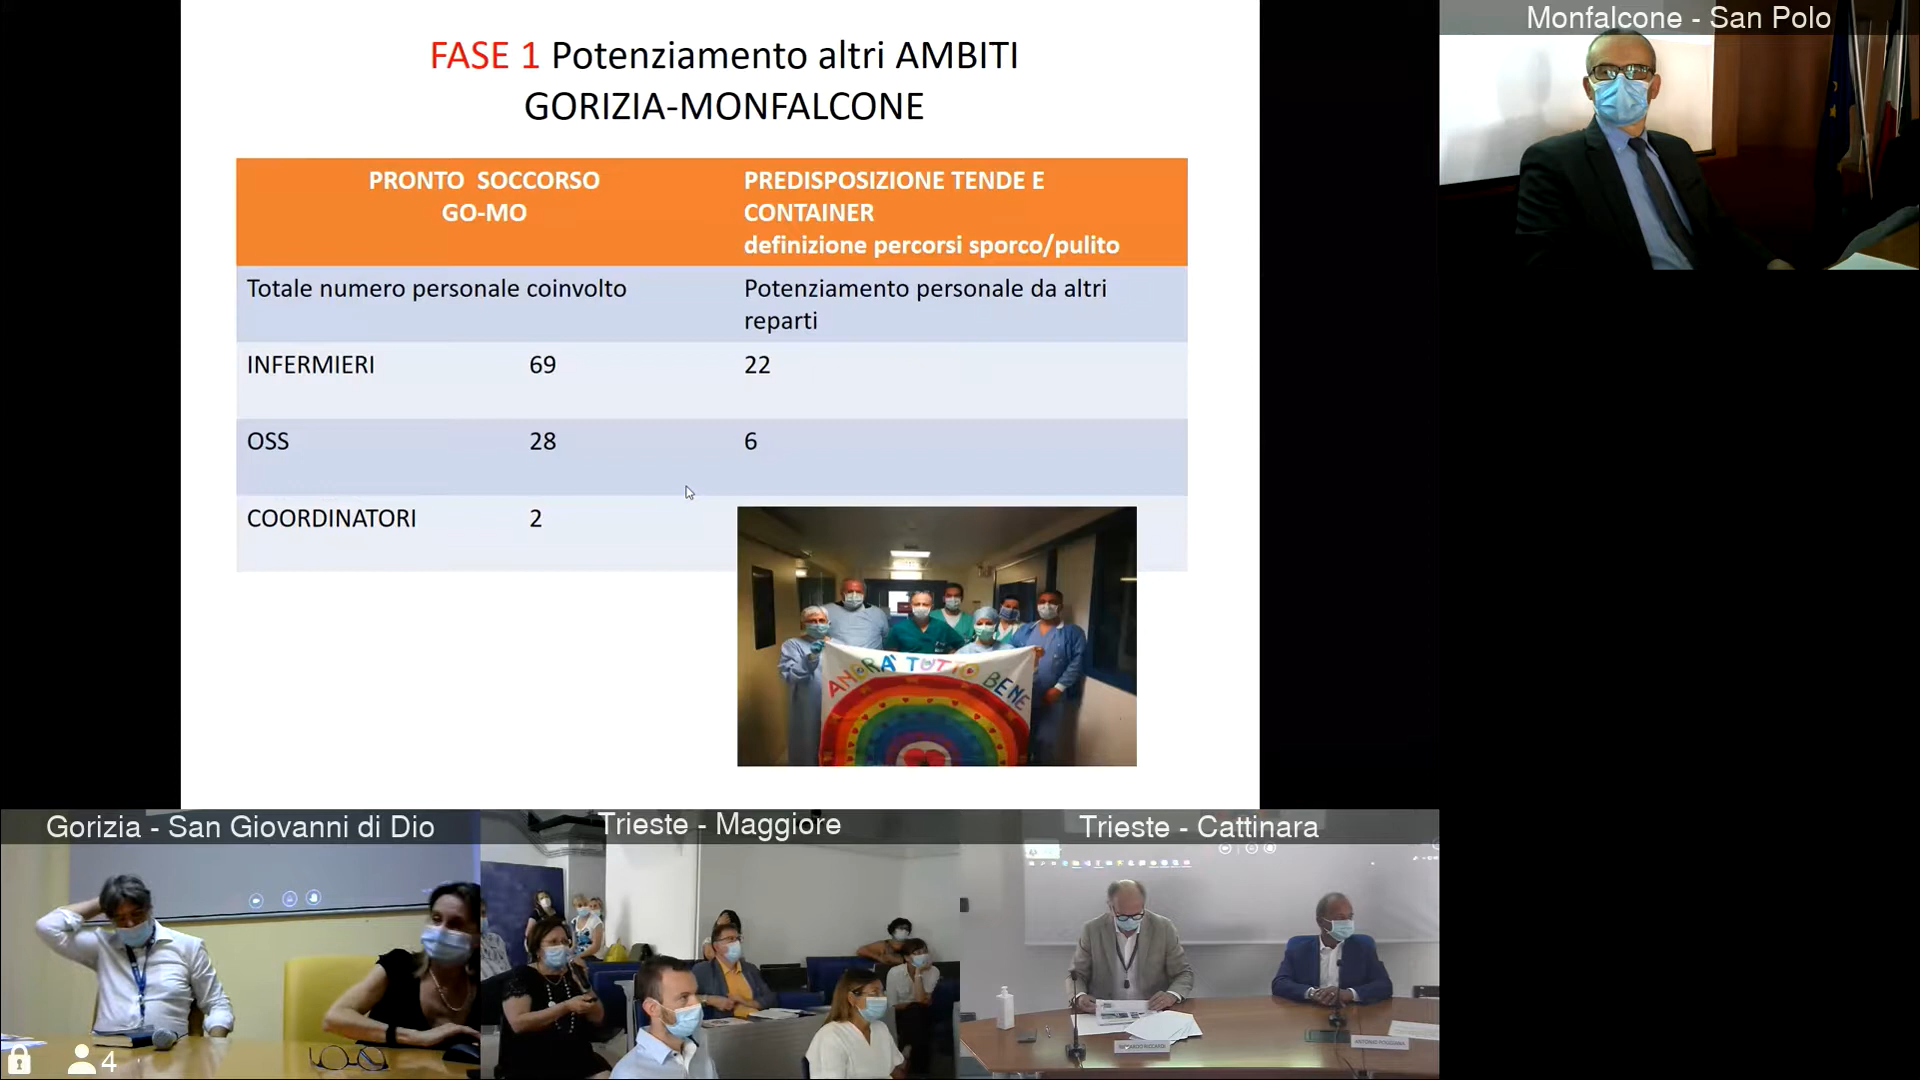 Monfalcone - San Polo
FASE 1 Potenziamento altri AMBITI
GORIZIA-MONFALCONE
PRONTO SOCCORSO
GO-MO
PREDISPOSIZIONE TENDE E
CONTAINER
definizione percorsi sporco/pulito
Totale numero personale coinvolto
Potenziamento personale da altri
reparti
INFERMIERI 69 22
OSS 28 6
COORDINATORI 2
ANDRÀ TUTTO BENE
Gorizia - San Giovanni di Dio
Trieste - Maggiore
Trieste - Cattinara
4